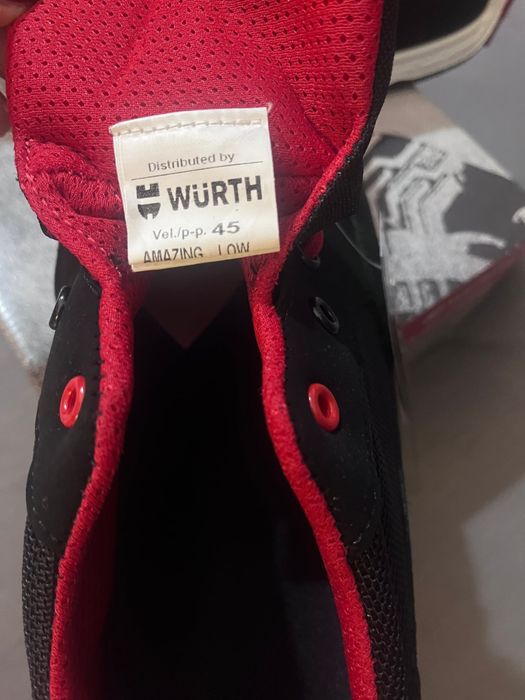 Distributed by
WÜRTH
Vel./p-p. 45
AMAZING LOW